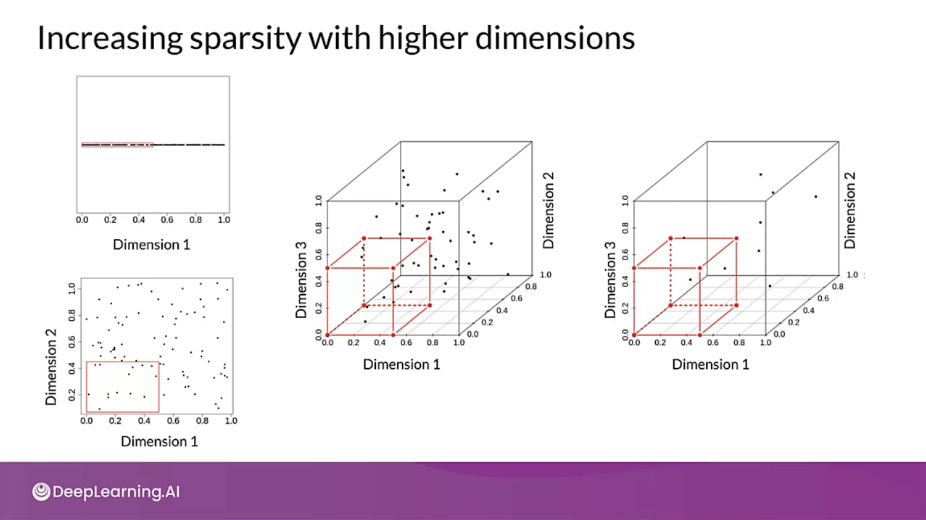 Increasing sparsity with higher dimensions
0.0 0.2 0.4 0.6 0.8 1.0
Dimension 1
Dimension 2
1.0
0.8
0.6
0.4
0.2
0.0 0.2 0.4 0.6 0.8 1.0
Dimension 1
Dimension 3
1.0
0.8
0.6
0.4
0.2
0.0
0.0 0.2 0.4 0.6 0.8 1.0
Dimension 1
0.0
0.2
0.4
0.6
0.8
1.0
Dimension 2
Dimension 3
1.0
0.8
0.6
0.4
0.2
0.0
0.0 0.2 0.4 0.6 0.8 1.0
Dimension 1
0.0
0.2
0.4
0.6
0.8
1.0
Dimension 2
DeepLearning.AI